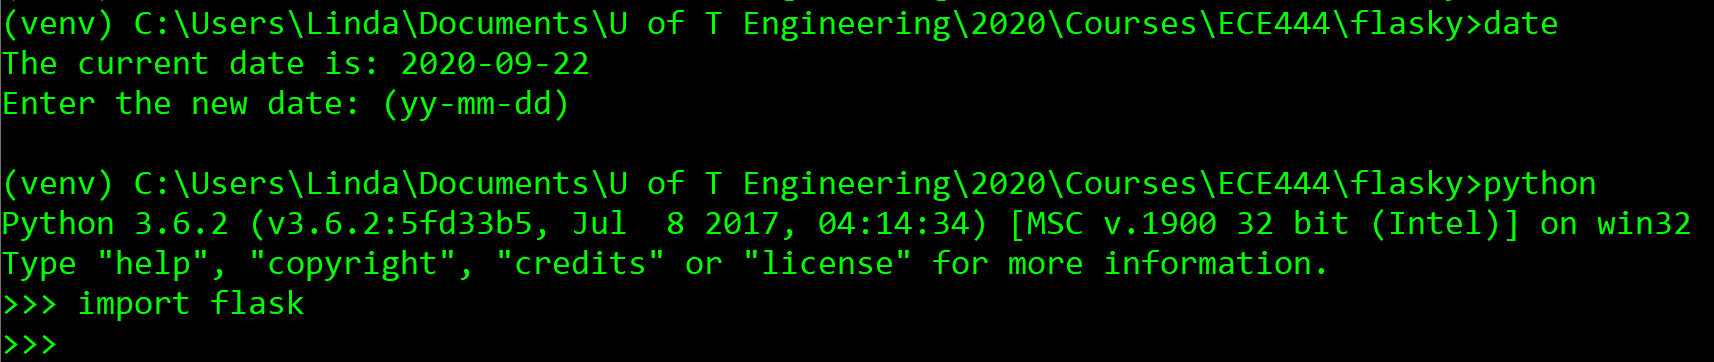 (venv) C:\Users\Linda\Documents\U of T Engineering\2020\Courses\ECE444\flasky>date
The current date is: 2020-09-22
Enter the new date: (yy-mm-dd)
(venv) C:\Users\Linda\Documents\U of T Engineering\2020\Courses\ECE444\flasky>python
Python 3.6.2 (v3.6.2:5fd33b5, Jul  8 2017, 04:14:34) [MSC v.1900 32 bit (Intel)] on win32
Type "help", "copyright", "credits" or "license" for more information.
>>> import flask
>>>